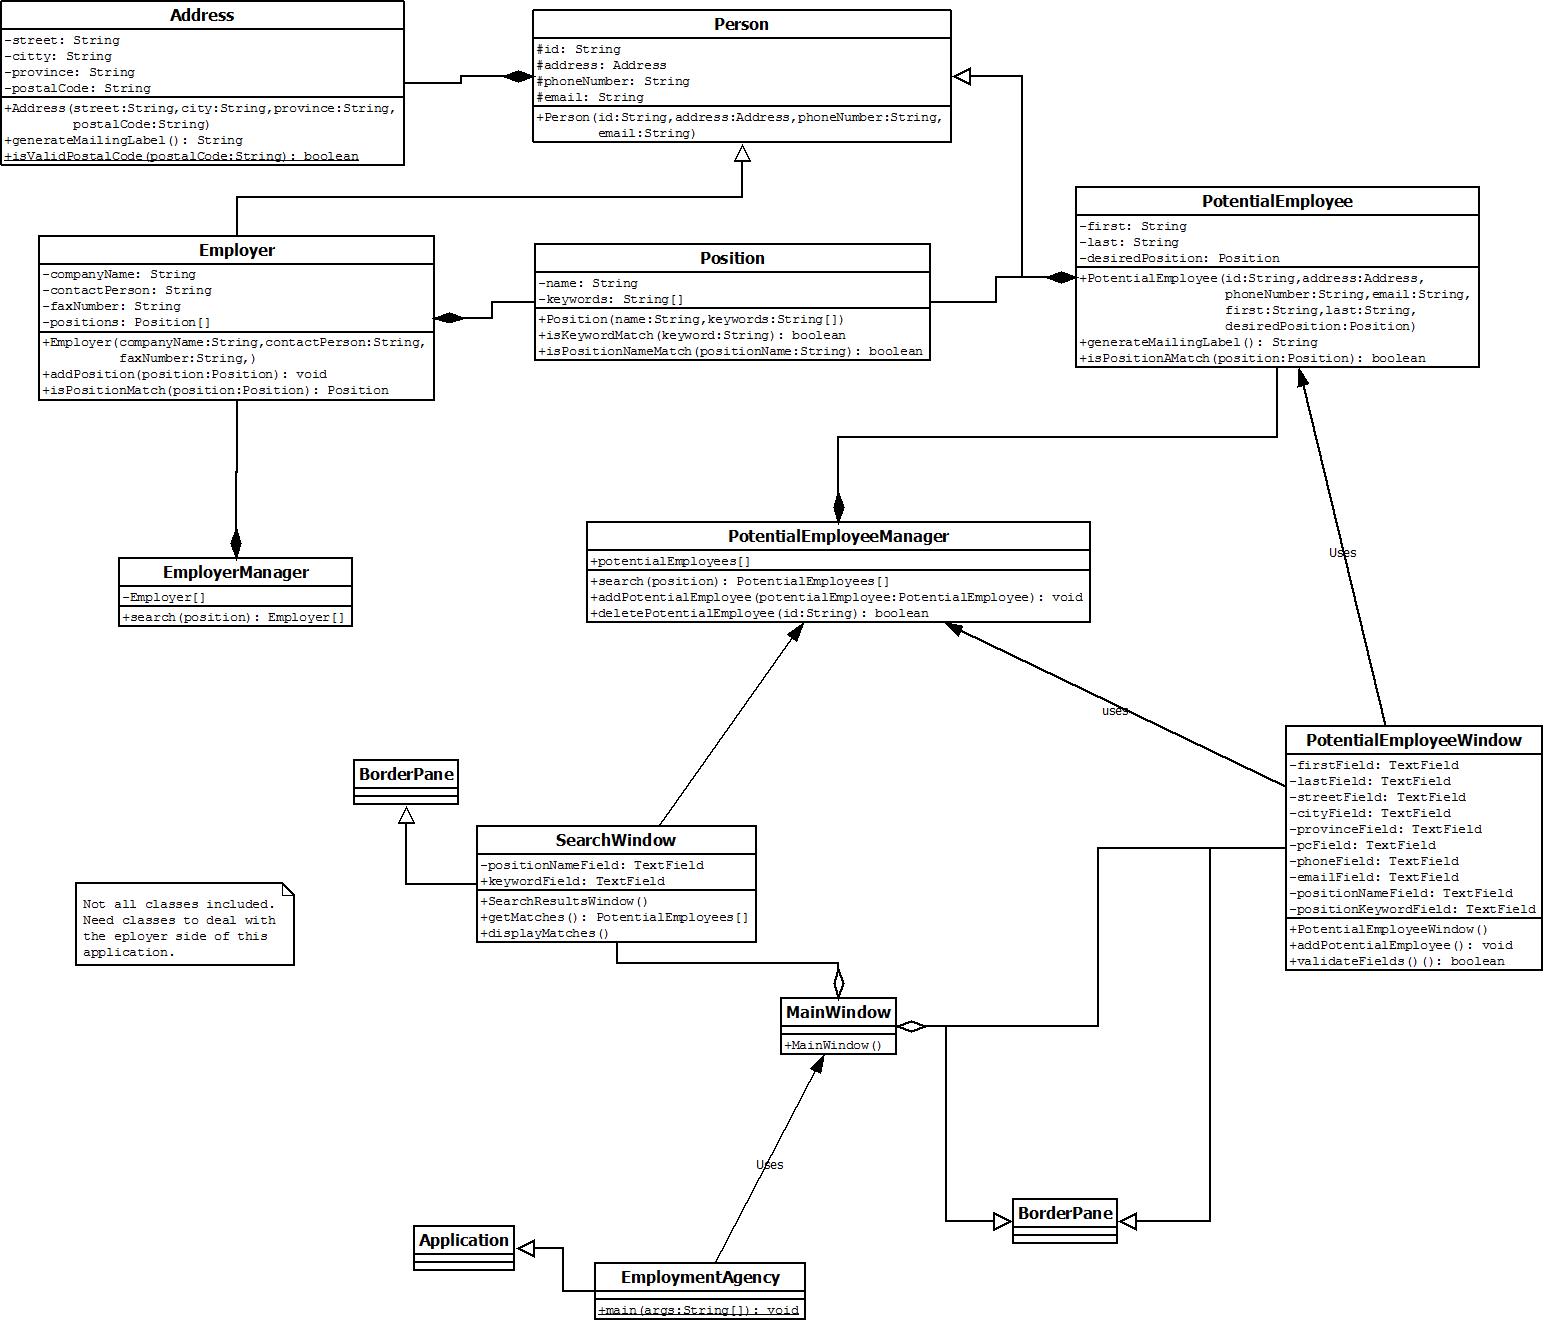 Address
-street: String
-citty: String
-province: String
-postalCode: String
+Address(street:String,city:String,province:String,
postalCode:String)
+generateMailingLabel(): String
+isValidPostalCode(postalCode:String): boolean
Person
#id: String
#address: Address
#phoneNumber: String
#email: String
+Person(id:String,address:Address,phoneNumber:String,
email:String)
PotentialEmployee
-first: String
-last: String
-desiredPosition: Position
+PotentialEmployee(id:String,address:Address,
phoneNumber:String,email:String,
first:String,last:String,
desiredPosition:Position)
+generateMailingLabel(): String
+isPositionAMatch(position:Position): boolean
Employer
-companyName: String
-contactPerson: String
-faxNumber: String
-positions: Position[]
+Employer(companyName:String,contactPerson:String,
faxNumber:String,)
+addPosition(position:Position): void
+isPositionMatch(position:Position): Position
Position
-name: String
-keywords: String[]
+Position(name:String,keywords:String[])
+isKeywordMatch(keyword:String): boolean
+isPositionNameMatch(positionName:String): boolean
EmployerManager
-Employer[]
+search(position): Employer[]
PotentialEmployeeManager
+potentialEmployees[]
+search(position): PotentialEmployees[]
+addPotentialEmployee(potentialEmployee:PotentialEmployee): void
+deletePotentialEmployee(id:String): boolean
Uses
uses
PotentialEmployeeWindow
-firstField: TextField
-lastField: TextField
-streetField: TextField
-cityField: TextField
-provinceField: TextField
-pcField: TextField
-phoneField: TextField
-emailField: TextField
-positionNameField: TextField
-positionKeywordField: TextField
+PotentialEmployeeWindow()
+addPotentialEmployee(): void
+validateFields()(): boolean
BorderPane
SearchWindow
-positionNameField: TextField
+keywordField: TextField
+SearchResultsWindow()
+getMatches(): PotentialEmployees[]
+displayMatches()
Not all classes included.
Need classes to deal with
the eployer side of this
application.
MainWindow
+MainWindow()
Uses
BorderPane
Application
EmploymentAgency
+main(args:String[]): void